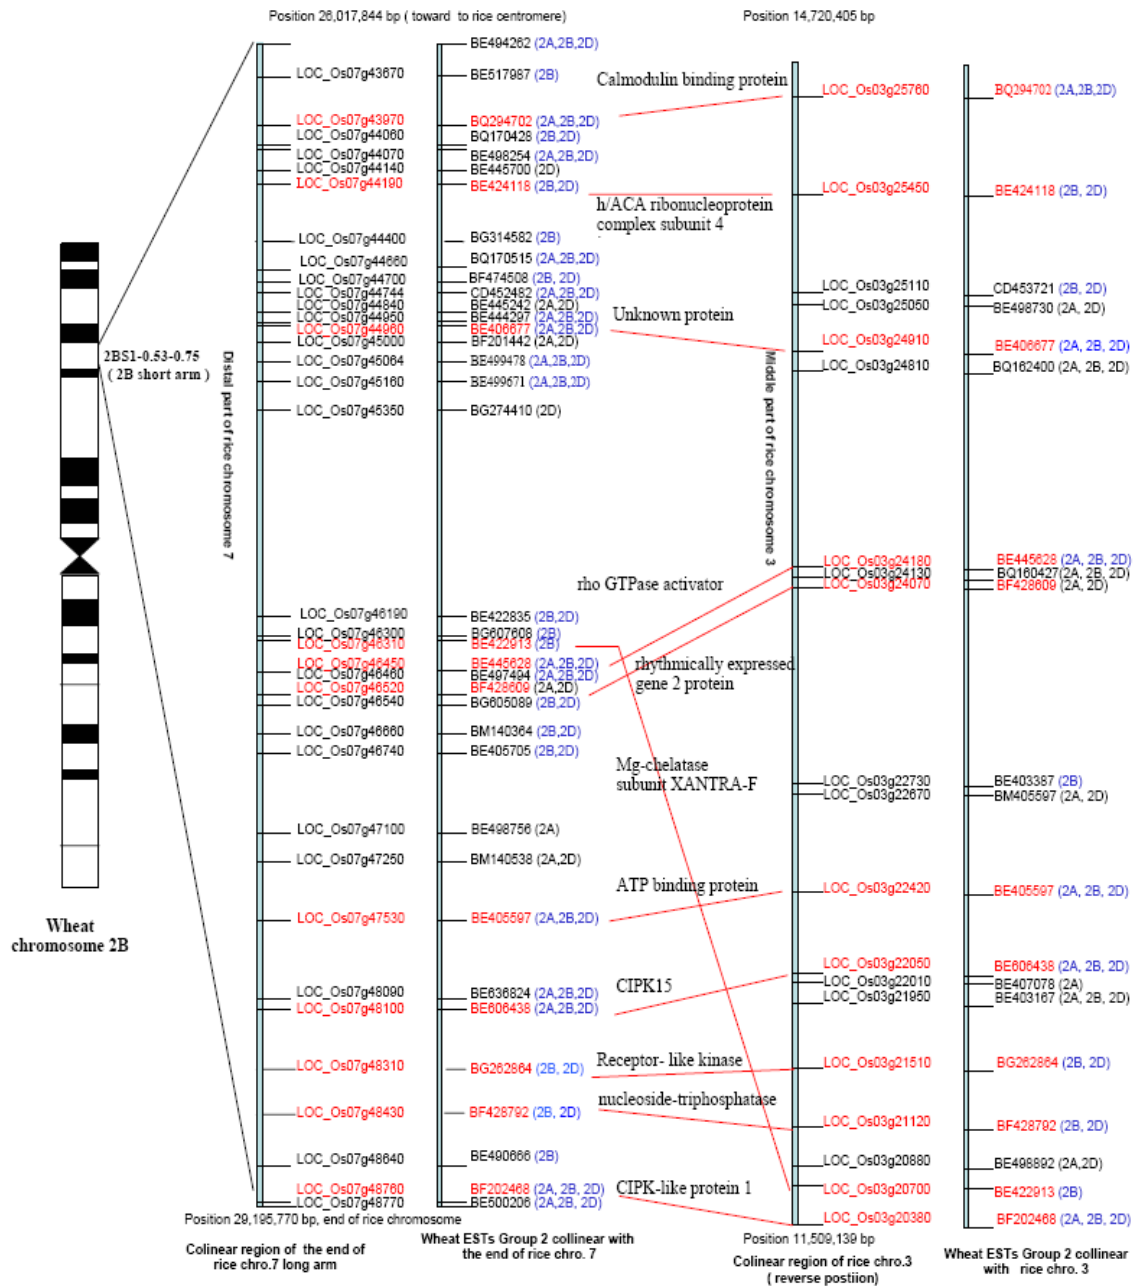 Position 26,017,844 bp ( toward to rice centromere)
Position 14,720,405 bp
LOC_Os07g43670
LOC_Os07g43970
LOC_Os07g44060
LOC_Os07g44070
LOC_Os07g44140
LOC_Os07g44190
LOC_Os07g44400
LOC_Os07g44660
LOC_Os07g44700
LOC_Os07g44744
LOC_Os07g44840
LOC_Os07g44950
LOC_Os07g44960
LOC_Os07g45000
LOC_Os07g45064
LOC_Os07g45160
LOC_Os07g45350
LOC_Os07g46190
LOC_Os07g46300
LOC_Os07g46310
LOC_Os07g46450
LOC_Os07g46460
LOC_Os07g46520
LOC_Os07g46540
LOC_Os07g46660
LOC_Os07g46740
LOC_Os07g47100
LOC_Os07g47250
LOC_Os07g47530
LOC_Os07g48090
LOC_Os07g48100
LOC_Os07g48310
LOC_Os07g48430
LOC_Os07g48640
LOC_Os07g48760
LOC_Os07g48770
BE494262 (2A,2B,2D)
BE517987 (2B)
BQ294702 (2A,2B,2D)
BQ170428 (2B,2D)
BE498254 (2A,2B,2D)
BE445700 (2D)
BE424118 (2B,2D)
BG314582 (2B)
BQ170515 (2A,2B,2D)
BF474508 (2B, 2D)
CD452482 (2A,2B,2D)
BE445242 (2A,2D)
BE444297 (2A,2B,2D)
BE406677 (2A,2B,2D)
BF201442 (2A,2D)
BE499478 (2A,2B,2D)
BE499671 (2A,2B,2D)
BG274410 (2D)
BE422835 (2B,2D)
BG607608 (2B)
BE422913 (2B)
BE445628 (2A,2B,2D)
BE497494 (2A,2B,2D)
BF428609 (2A,2D)
BG605089 (2B,2D)
BM140364 (2B,2D)
BE405705 (2B,2D)
BE498756 (2A)
BM140538 (2A,2D)
BE405597 (2A,2B,2D)
BE636824 (2A,2B,2D)
BE606438 (2A,2B,2D)
BG262864 (2B, 2D)
BF428792 (2B, 2D)
BE490666 (2B)
BF202468 (2A, 2B, 2D)
BE500206 (2A,2B, 2D)
Calmodulin binding protein
h/ACA ribonucleoprotein
complex subunit 4
Unknown protein
rho GTPase activator
rhythmically expressed
gene 2 protein
Mg-chelatase
subunit XANTRA-F
ATP binding protein
CIPK15
Receptor- like kinase
nucleoside-triphosphatase
CIPK-like protein 1
LOC_Os03g25760
LOC_Os03g25450
LOC_Os03g25110
LOC_Os03g25050
LOC_Os03g24910
LOC_Os03g24810
LOC_Os03g24180
LOC_Os03g24130
LOC_Os03g24070
LOC_Os03g22730
LOC_Os03g22670
LOC_Os03g22420
LOC_Os03g22050
LOC_Os03g22010
LOC_Os03g21950
LOC_Os03g21510
LOC_Os03g21120
LOC_Os03g20880
LOC_Os03g20700
LOC_Os03g20380
BQ294702 (2A,2B,2D)
BE424118 (2B, 2D)
CD453721 (2B, 2D)
BE498730 (2A, 2D)
BE406677 (2A, 2B, 2D)
BQ162400 (2A, 2B, 2D)
BE445628 (2A, 2B, 2D)
BQ160427(2A, 2B, 2D)
BF428609 (2A, 2D)
BE403387 (2B)
BM405597 (2A, 2D)
BE405597 (2A, 2B, 2D)
BE606438 (2A, 2B, 2D)
BE407078 (2A)
BE403167 (2A, 2B, 2D)
BG262864 (2B, 2D)
BF428792 (2B, 2D)
BE498892 (2A,2D)
BE422913 (2B)
BF202468 (2A, 2B, 2D)
2BS1-0.53-0.75
( 2B short arm )
Distal part of rice chromosome 7
Middle part of rice chromosome 3
Wheat
chromosome 2B
Position 29,195,770 bp, end of rice chromosome
Colinear region of the end of
rice chro.7 long arm
Wheat ESTs Group 2 collinear with
the end of rice chro. 7
Position 11,509,139 bp
Colinear region of rice chro.3
( reverse postiion)
Wheat ESTs Group 2 collinear
with rice chro. 3